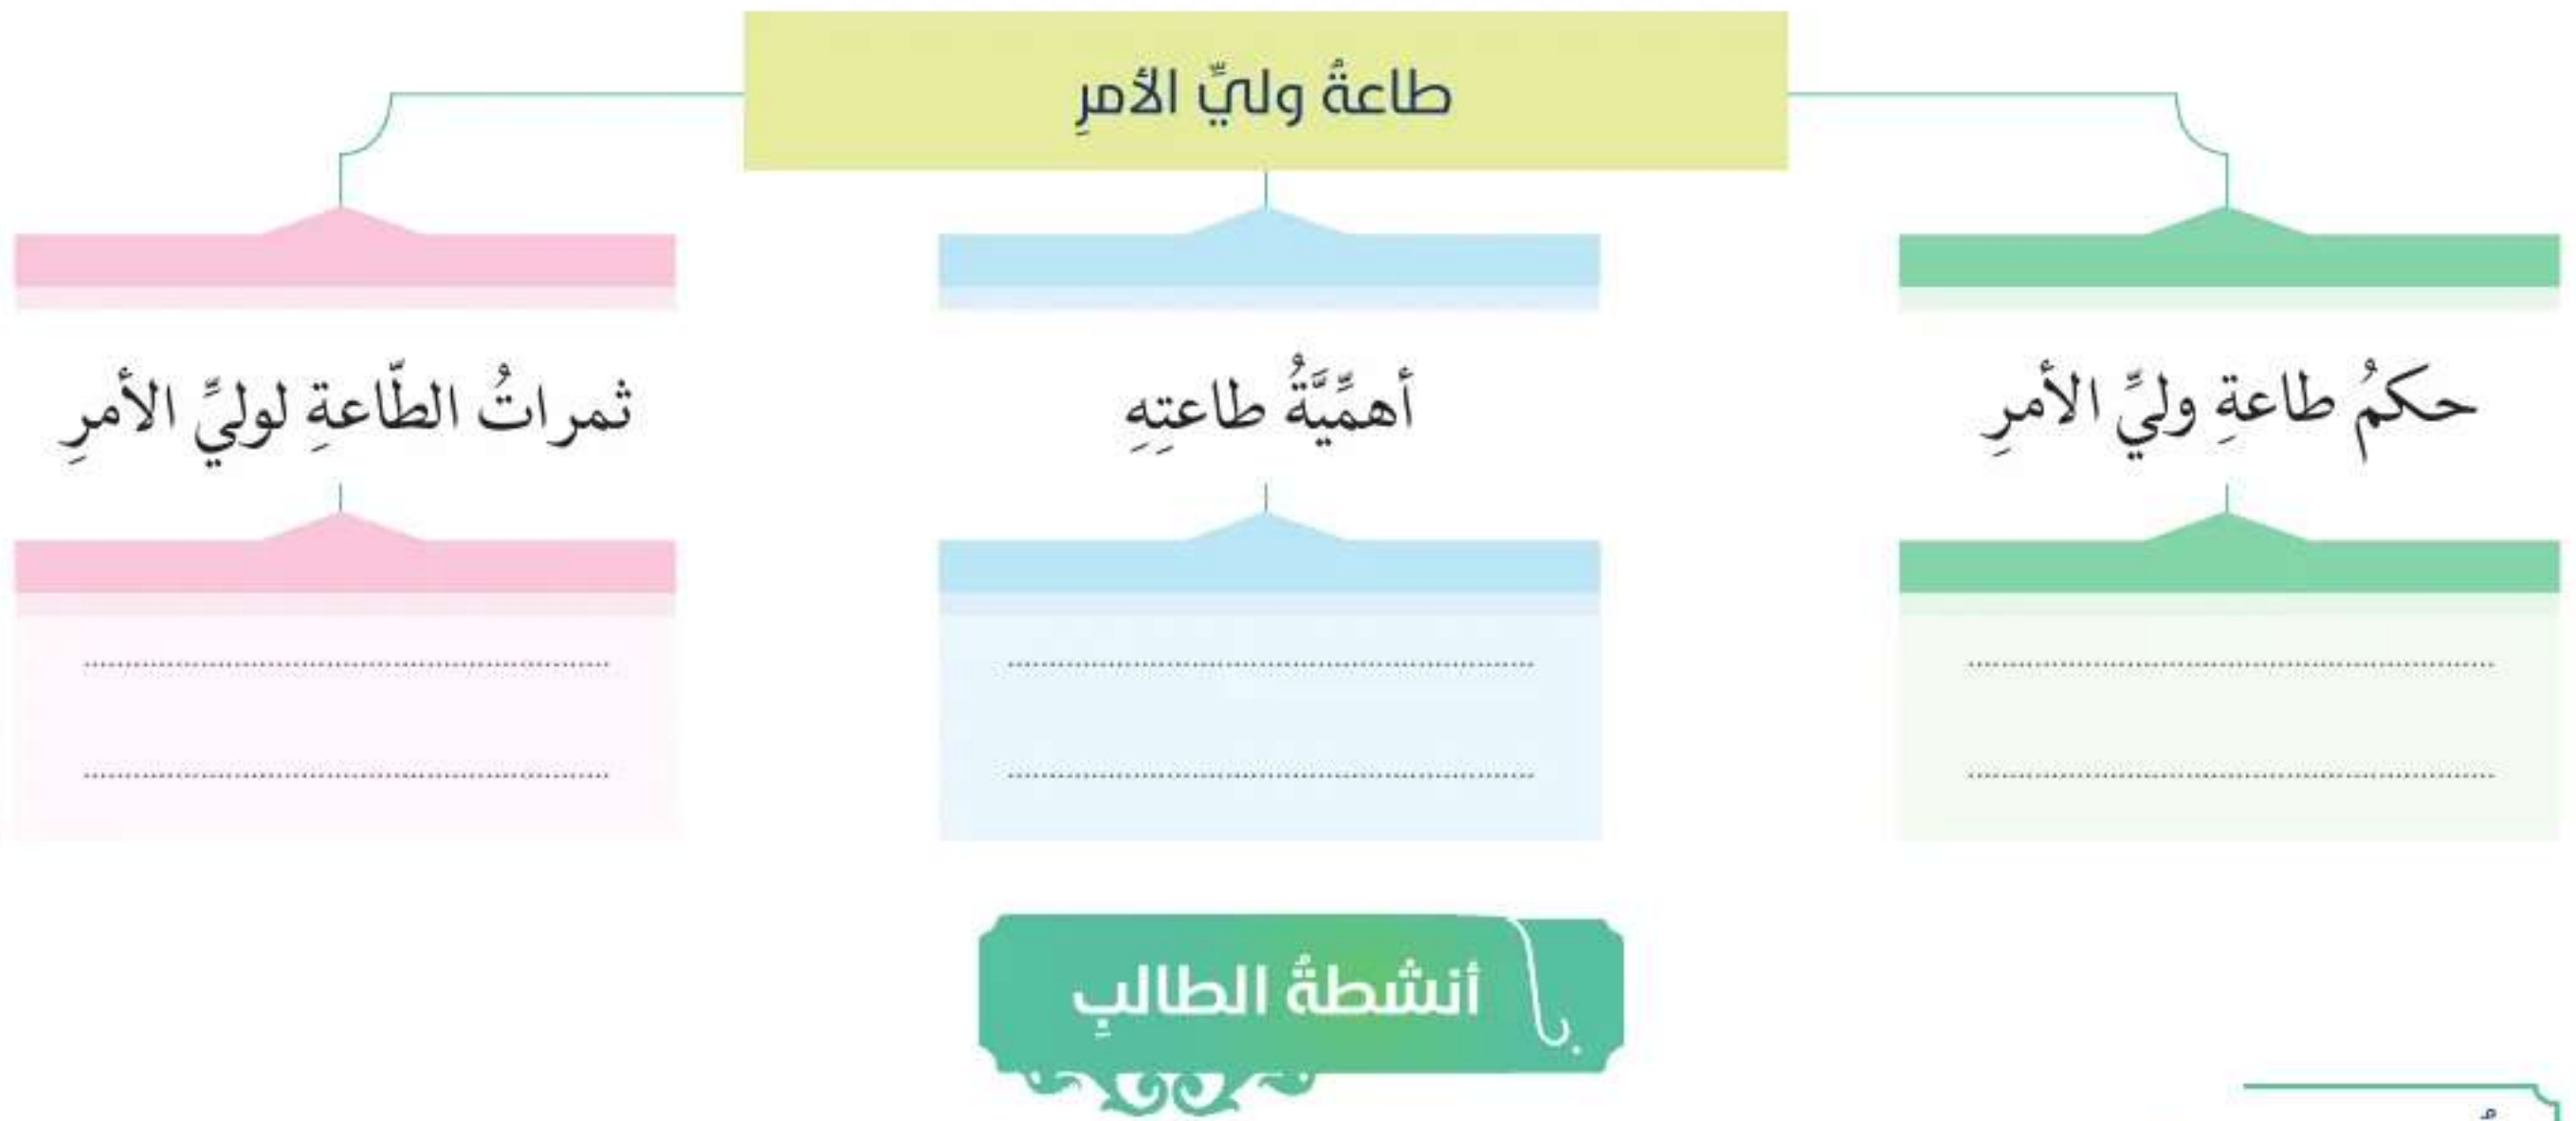 طاعةُ وليِّ الأمرِ
حكمُ طاعةِ وليِّ الأمرِ
أهمِّيَّةُ طاعتِهِ
ثمراتُ الطّاعةِ لوليِّ الأمرِ
أنشطةُ الطالبِ